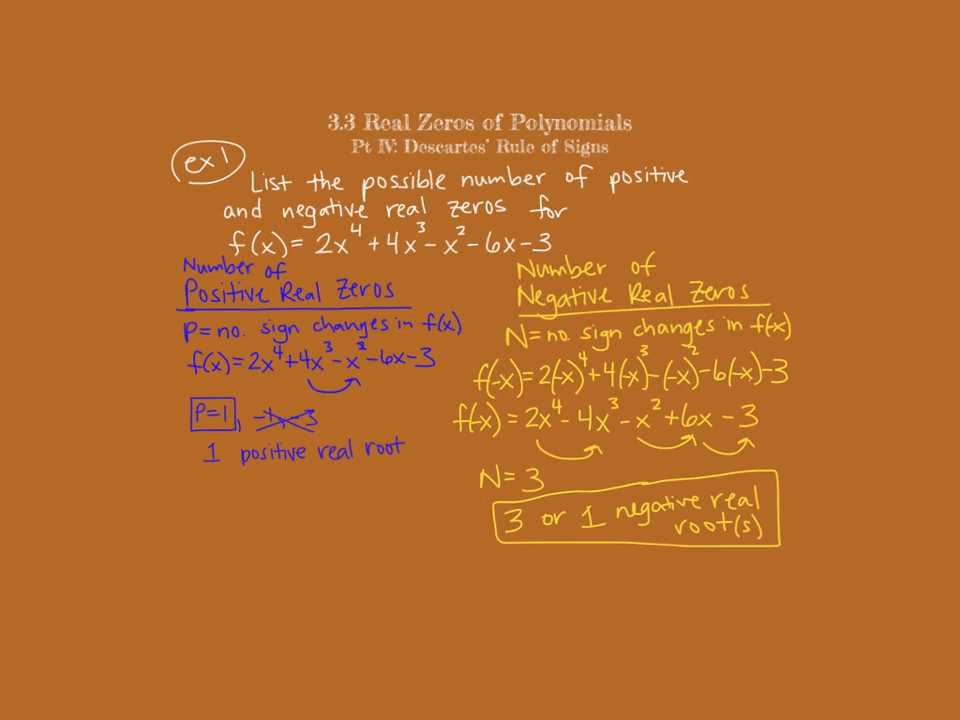 3.3 Real Zeros of Polynomials
Pt IV: Descartes' Rule of Signs
ex 1
List the possible number of positive
and negative real zeros for
f(x) = 2x⁴ + 4x³ - x² - 6x - 3
Number of
Positive Real Zeros
P = no. sign changes in f(x)
f(x) = 2x⁴ + 4x³ - x² - 6x - 3
P = 1,
1 positive real root
Number of
Negative Real Zeros
N = no. sign changes in f(-x)
f(-x) = 2(-x)⁴ + 4(-x)³ - (-x)² - 6(-x) - 3
f(x) = 2x⁴ - 4x³ - x² + 6x - 3
N = 3
3 or 1 negative real
root(s)